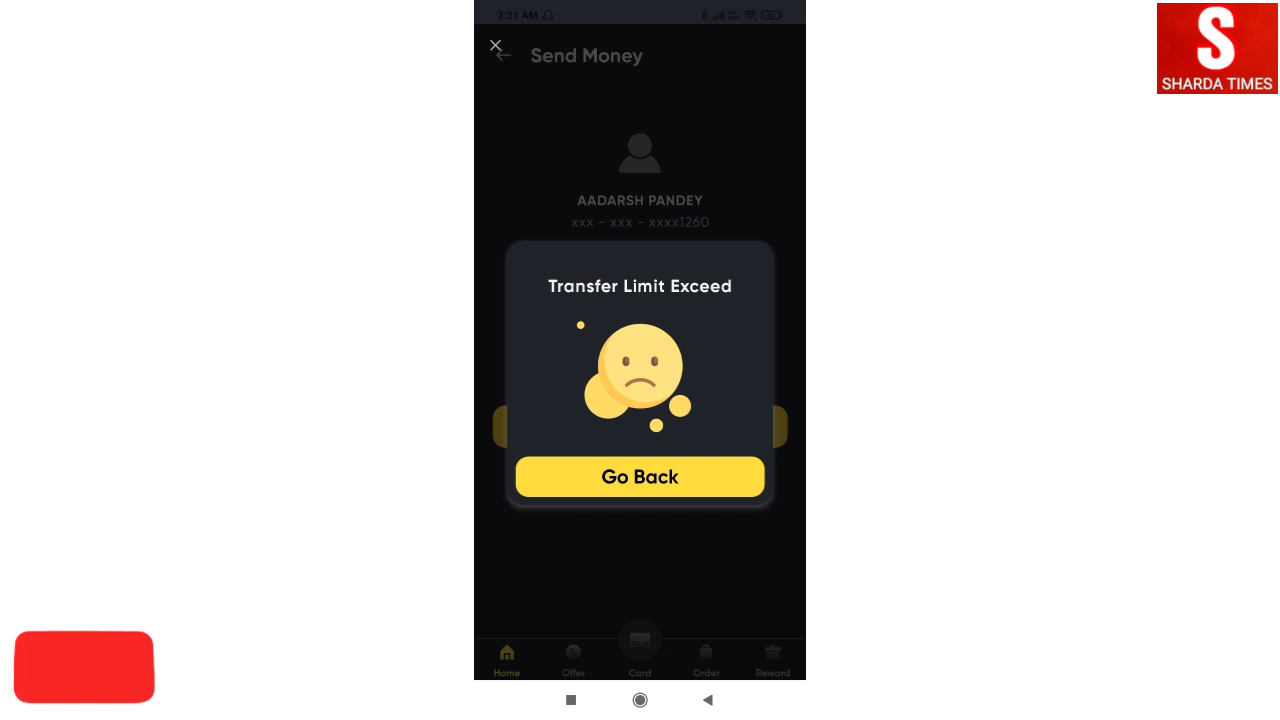 3:31 AM
Send Money
AADARSH PANDEY
xxx - xxx - xxxx1260
Transfer Limit Exceed
Go Back
Home
Offer
Card
Order
Reward
S
SHARDA TIMES